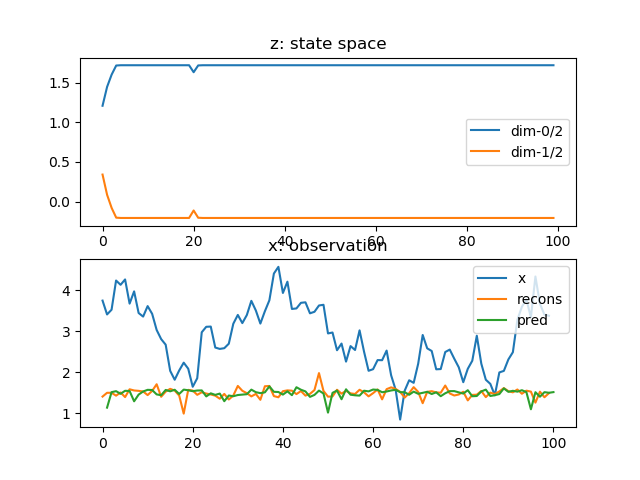 z: state space
1.5
1.0
0.5
0.0
dim-0/2
dim-1/2
0 20 40 60 80 100
x: observation
4
3
2
1
x
recons
pred
0 20 40 60 80 100